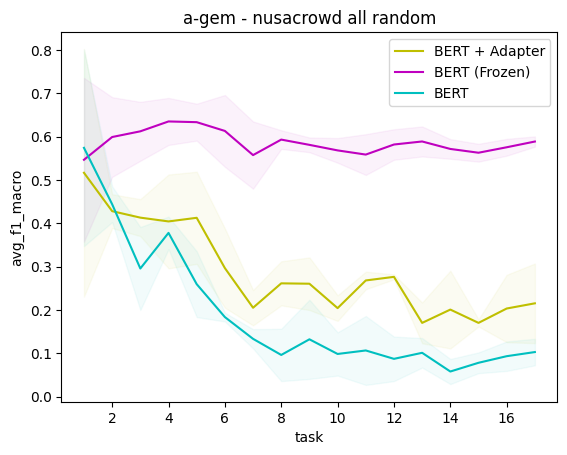 a-gem - nusacrowd all random
BERT + Adapter
BERT (Frozen)
BERT
avg_f1_macro
0.8
0.7
0.6
0.5
0.4
0.3
0.2
0.1
0.0
2 4 6 8 10 12 14 16
task